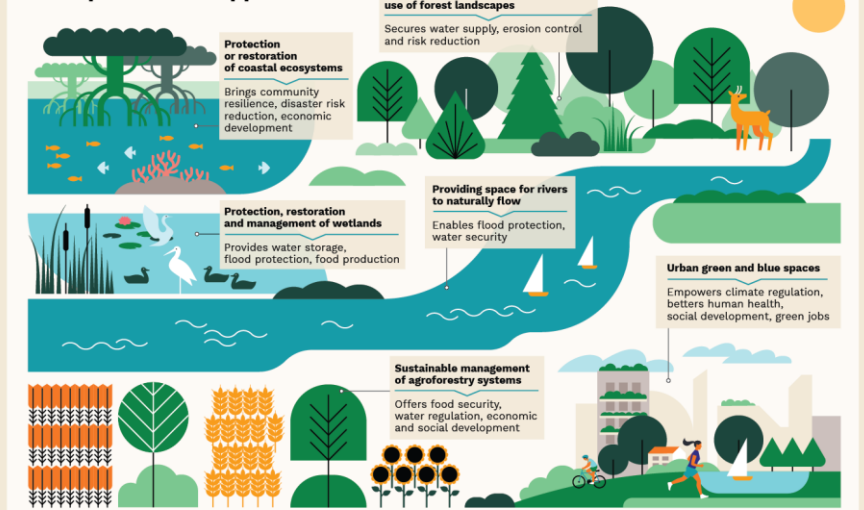 use of forest landscapes
Secures water supply, erosion control
and risk reduction
Protection
or restoration
of coastal ecosystems
Brings community
resilience, disaster risk
reduction, economic
development
Providing space for rivers
to naturally flow
Enables flood protection,
water security
Protection, restoration
and management of wetlands
Provides water storage,
flood protection, food production
Urban green and blue spaces
Empowers climate regulation,
betters human health,
social development, green jobs
Sustainable management
of agroforestry systems
Offers food security,
water regulation, economic
and social development